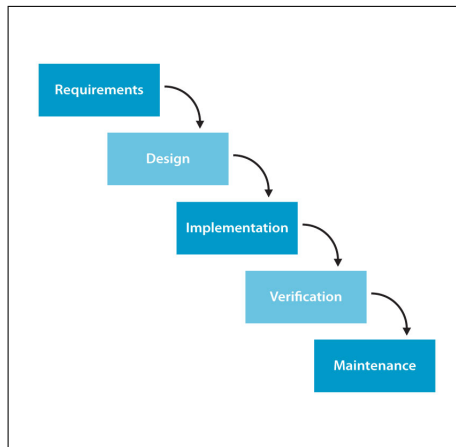 Requirements
Design
Implementation
Verification
Maintenance